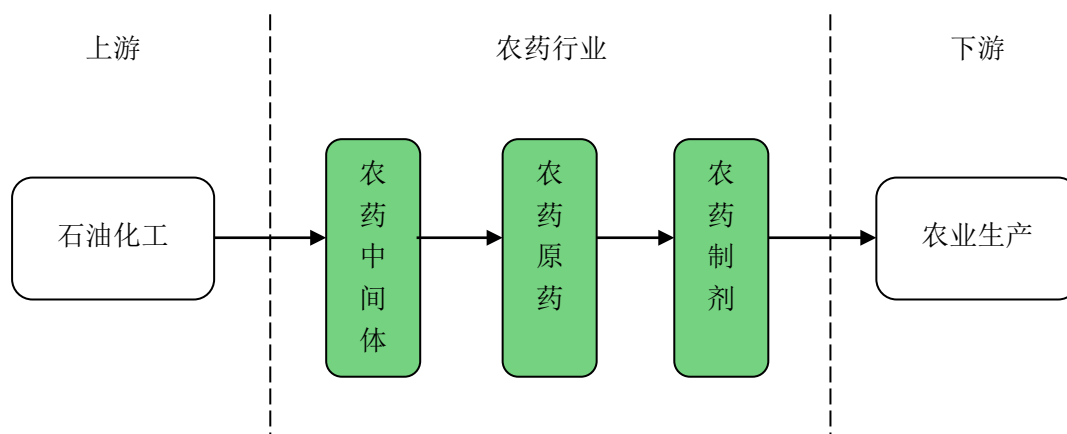 上游
农药行业
下游
石油化工
农药中间体
农药原药
农药制剂
农业生产